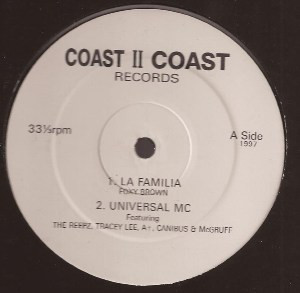 COAST II COAST
RECORDS
33⅓rpm
A Side
1997
1. LA FAMILIA
FOXY BROWN
2. UNIVERSAL MC
Featuring
THE REEPZ, TRACEY LEE, A+, CANIBUS & McGRUFF